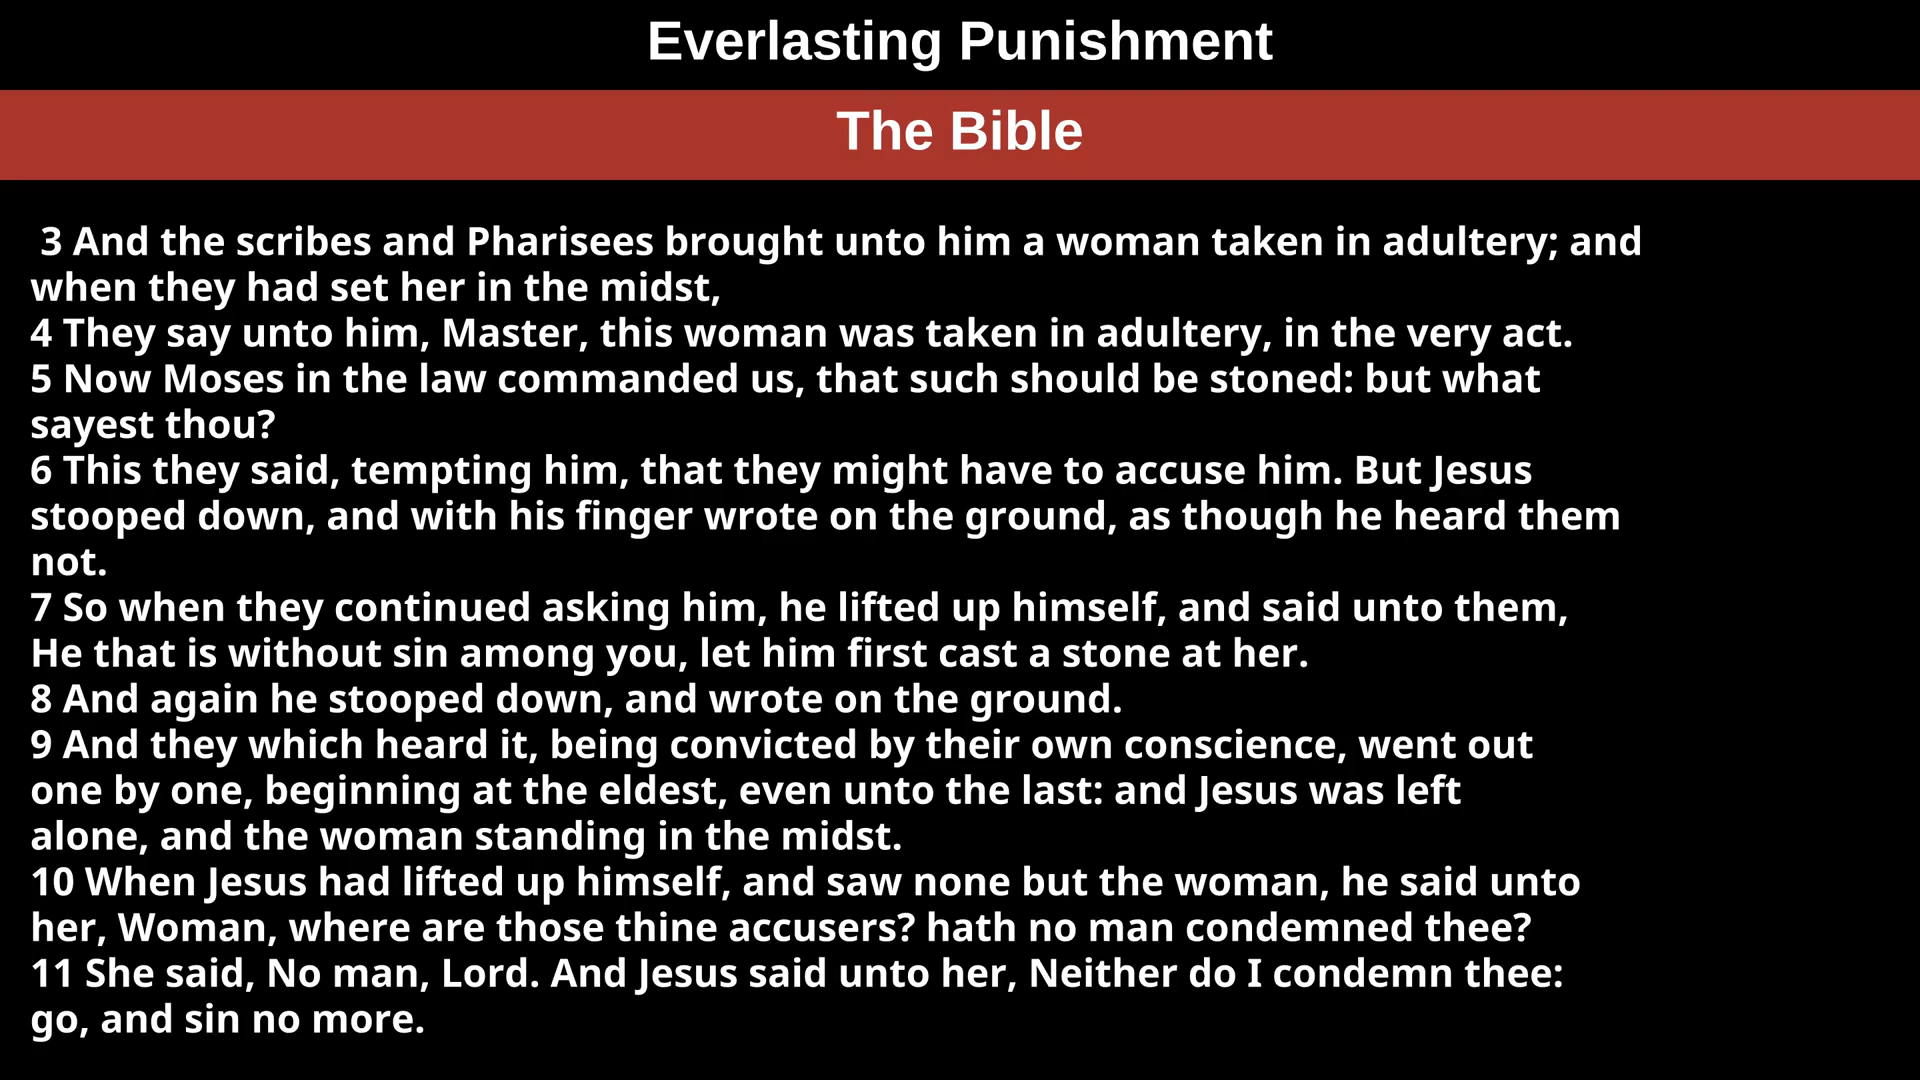 Everlasting Punishment
The Bible
3 And the scribes and Pharisees brought unto him a woman taken in adultery; and
when they had set her in the midst,
4 They say unto him, Master, this woman was taken in adultery, in the very act.
5 Now Moses in the law commanded us, that such should be stoned: but what
sayest thou?
6 This they said, tempting him, that they might have to accuse him. But Jesus
stooped down, and with his finger wrote on the ground, as though he heard them
not.
7 So when they continued asking him, he lifted up himself, and said unto them,
He that is without sin among you, let him first cast a stone at her.
8 And again he stooped down, and wrote on the ground.
9 And they which heard it, being convicted by their own conscience, went out
one by one, beginning at the eldest, even unto the last: and Jesus was left
alone, and the woman standing in the midst.
10 When Jesus had lifted up himself, and saw none but the woman, he said unto
her, Woman, where are those thine accusers? hath no man condemned thee?
11 She said, No man, Lord. And Jesus said unto her, Neither do I condemn thee:
go, and sin no more.